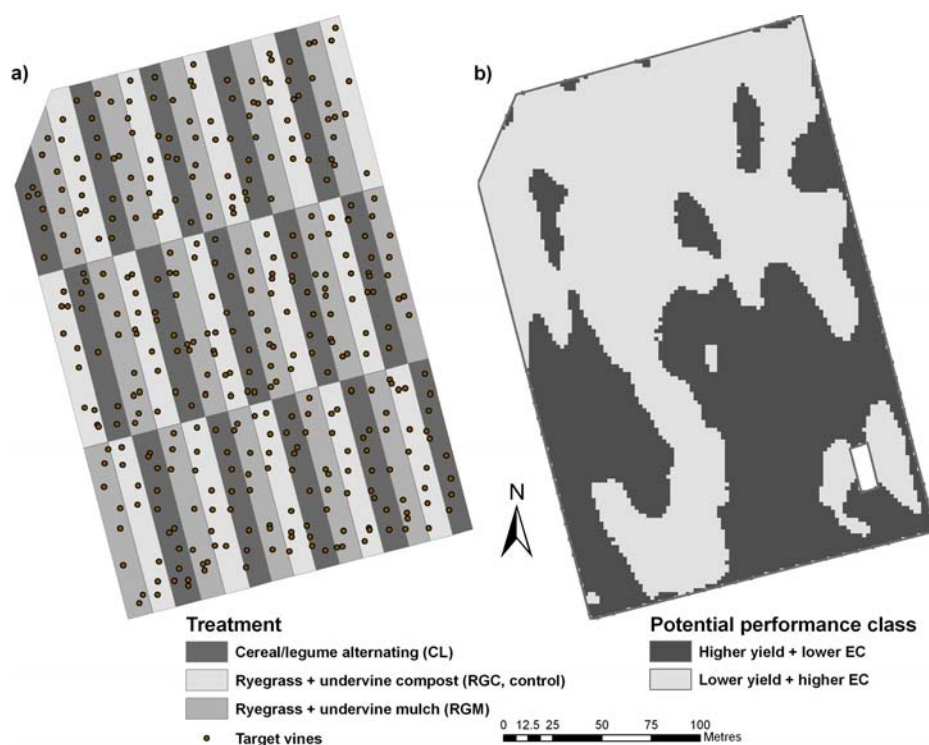 a)
b)
N
Treatment
Cereal/legume alternating (CL)
Ryegrass + undervine compost (RGC, control)
Ryegrass + undervine mulch (RGM)
Target vines
Potential performance class
Higher yield + lower EC
Lower yield + higher EC
0 12.5 25 50 75 100
Metres